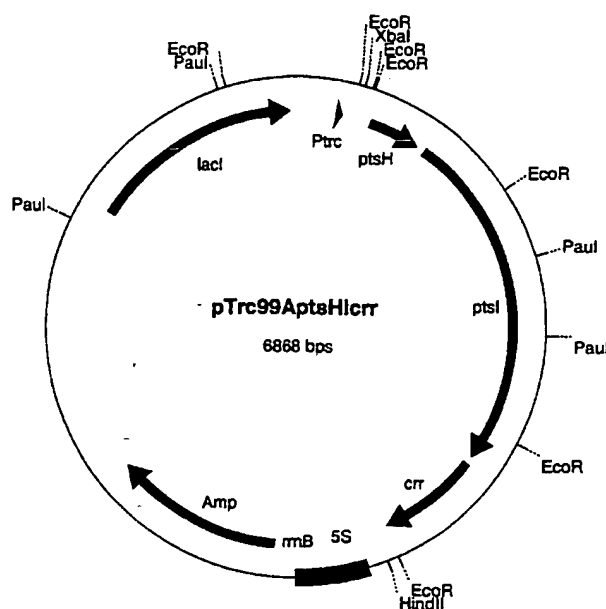 EcoR
XbaI
EcoR
EcoR
EcoR
PauI
Ptrc
ptsH
lacI
EcoR
PauI
PauI
ptsI
pTrc99AptsHIcrr
6868 bps
PauI
EcoR
crr
Amp
rrnB
5S
EcoR
HindII